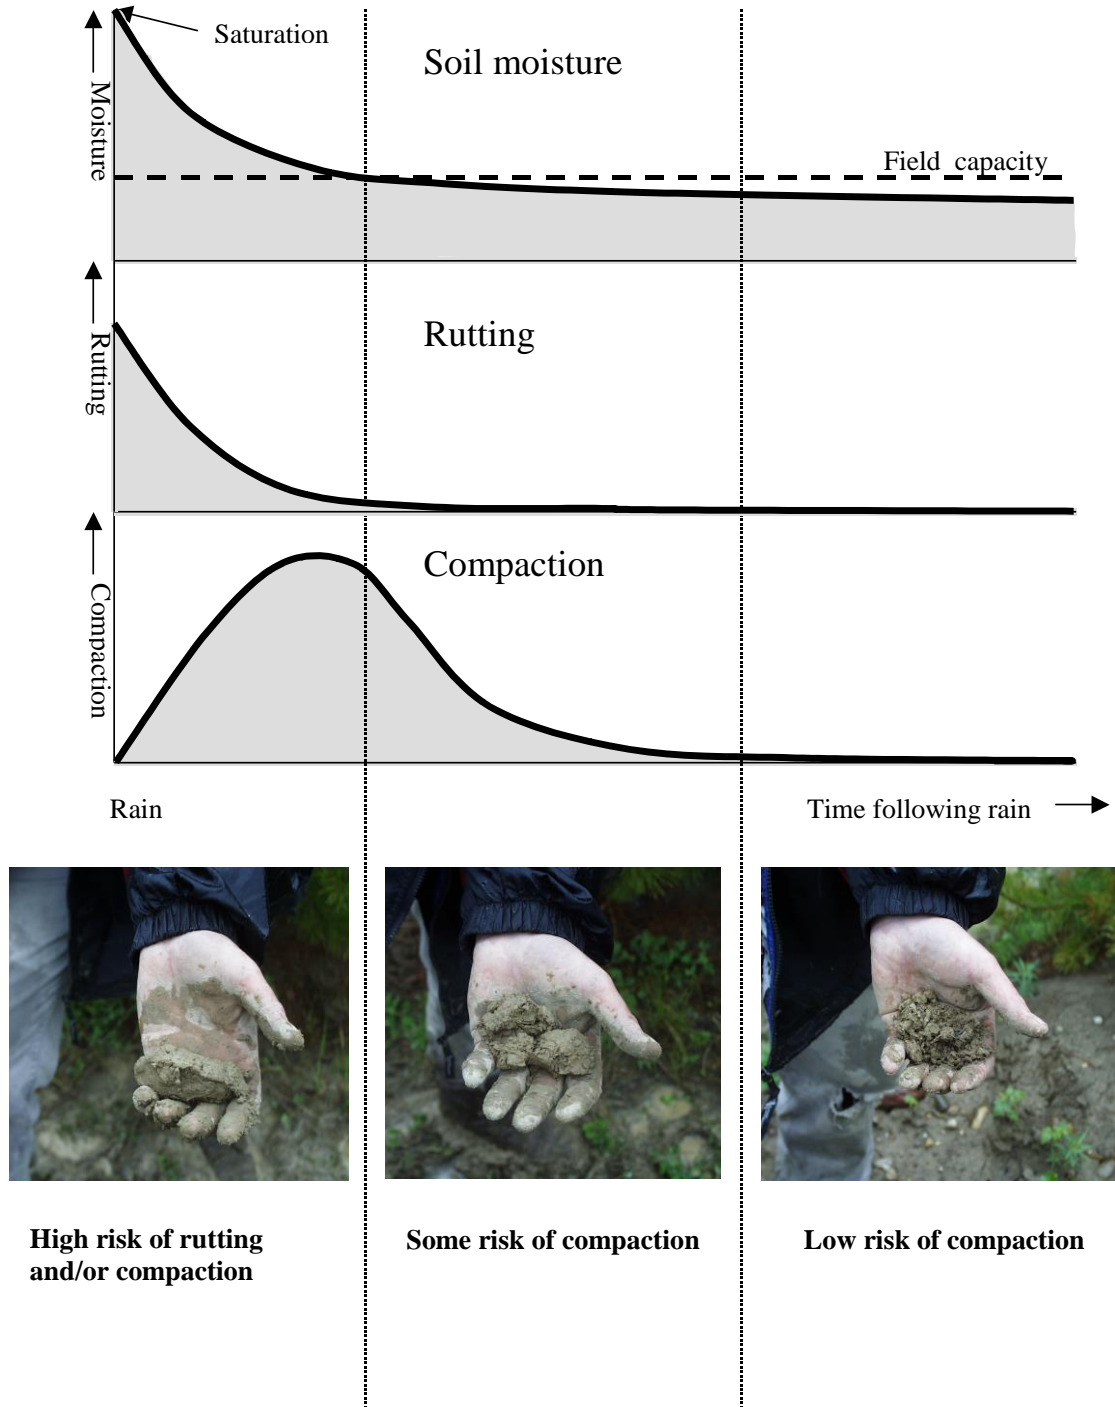 Saturation
Soil moisture
Moisture
Field capacity
Rutting
Rutting
Compaction
Compaction
Rain
Time following rain
High risk of rutting
and/or compaction
Some risk of compaction
Low risk of compaction